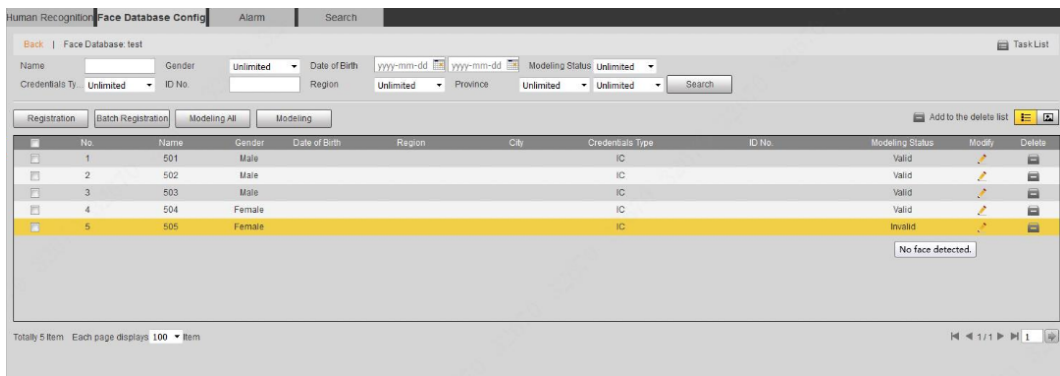 Human Recognition Face Database Config Alarm Search
Back | Face Database: test Task List
Name Gender Unlimited Date of Birth yyyy-mm-dd yyyy-mm-dd Modeling Status Unlimited
Credentials Ty... Unlimited ID No. Region Unlimited Province Unlimited Unlimited Search
Registration Batch Registration Modeling All Modeling Add to the delete list
No. Name Gender Date of Birth Region City Credentials Type ID No. Modeling Status Modify Delete
1 501 Male IC Valid
2 502 Male IC Valid
3 503 Male IC Valid
4 504 Female IC Valid
5 505 Female IC Invalid
No face detected.
Totally 5 Item Each page displays 100 Item 1/1 1